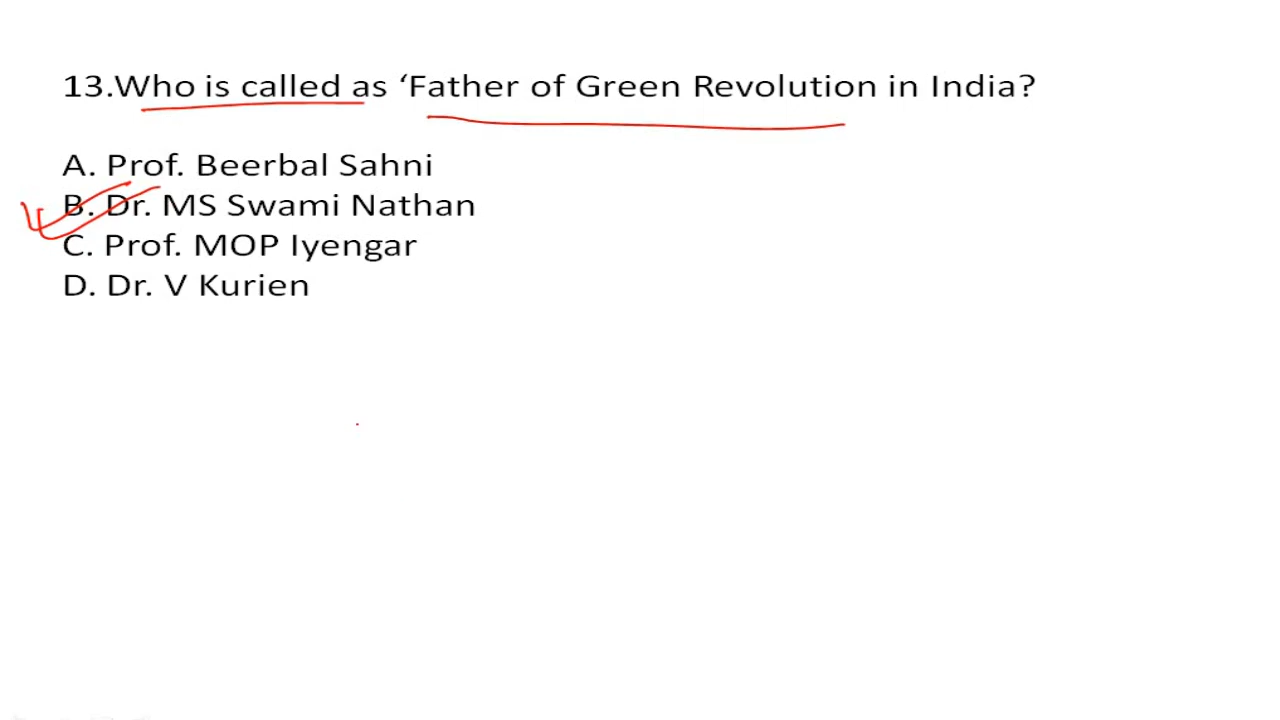 13.Who is called as ‘Father of Green Revolution in India?
A. Prof. Beerbal Sahni
B. Dr. MS Swami Nathan
C. Prof. MOP Iyengar
D. Dr. V Kurien